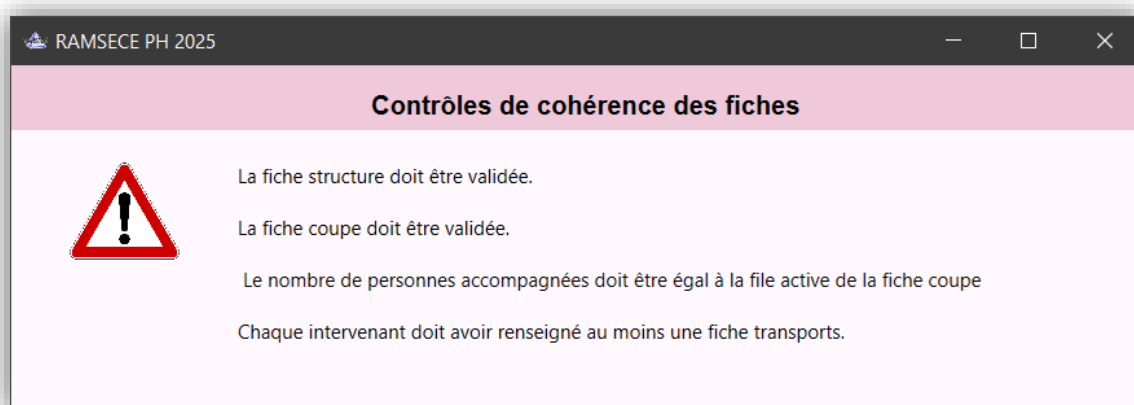 RAMSECE PH 2025
Contrôles de cohérence des fiches
La fiche structure doit être validée.
La fiche coupe doit être validée.
Le nombre de personnes accompagnées doit être égal à la file active de la fiche coupe
Chaque intervenant doit avoir renseigné au moins une fiche transports.